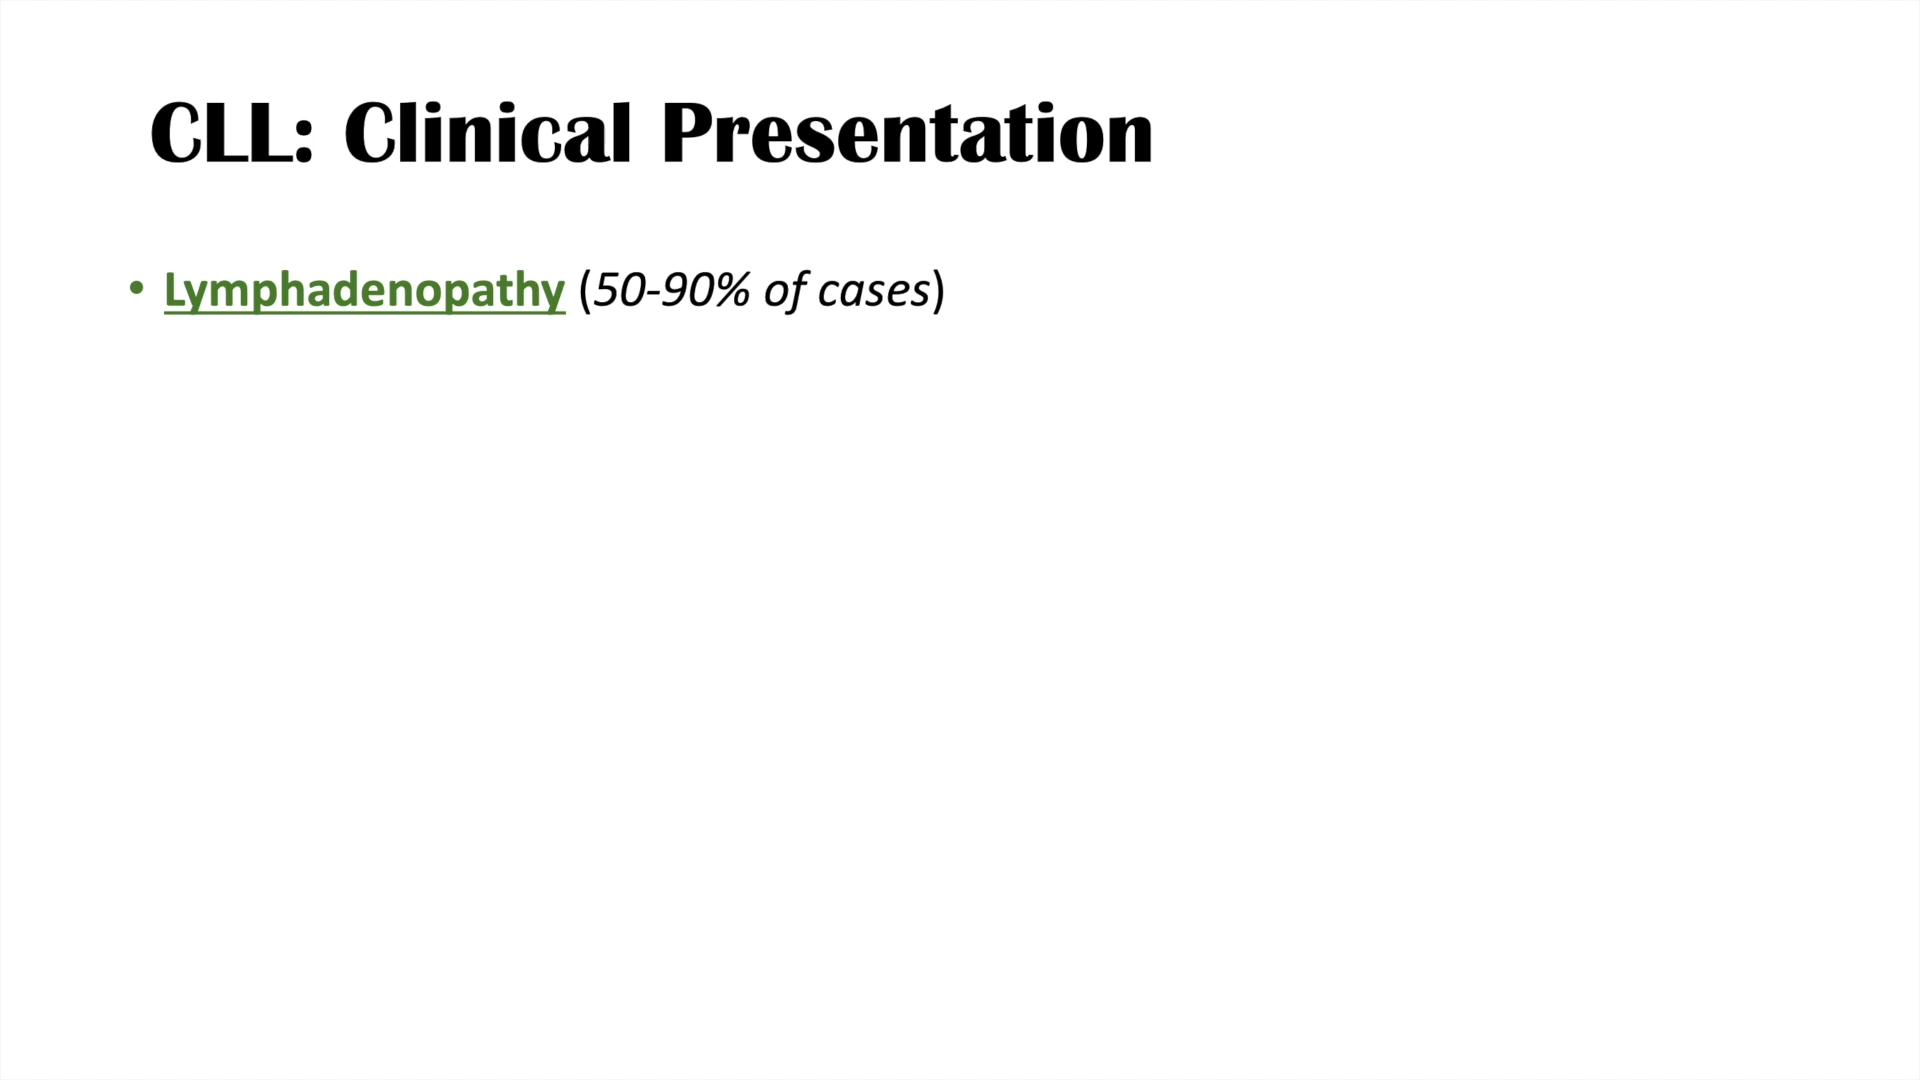 CLL: Clinical Presentation
• Lymphadenopathy (50-90% of cases)